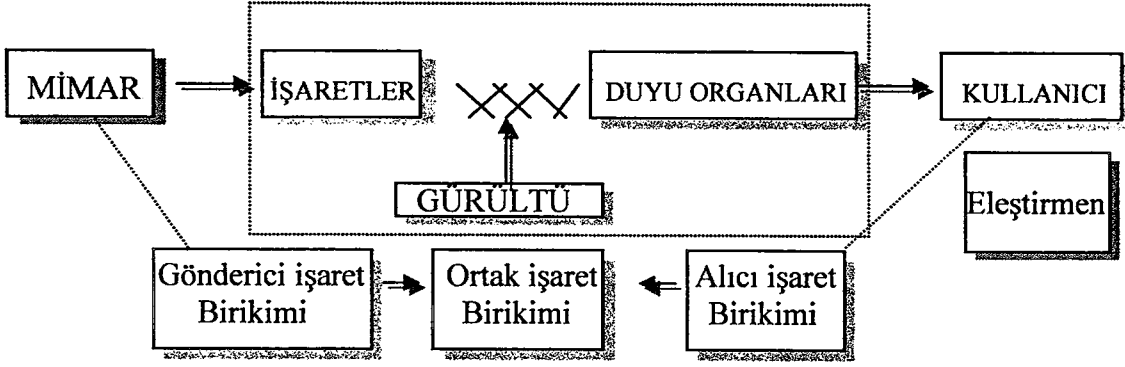 MİMAR
İŞARETLER
DUYU ORGANLARI
KULLANICI
GÜRÜLTÜ
Eleştirmen
Gönderici işaret
Birikimi
Ortak işaret
Birikimi
Alıcı işaret
Birikimi